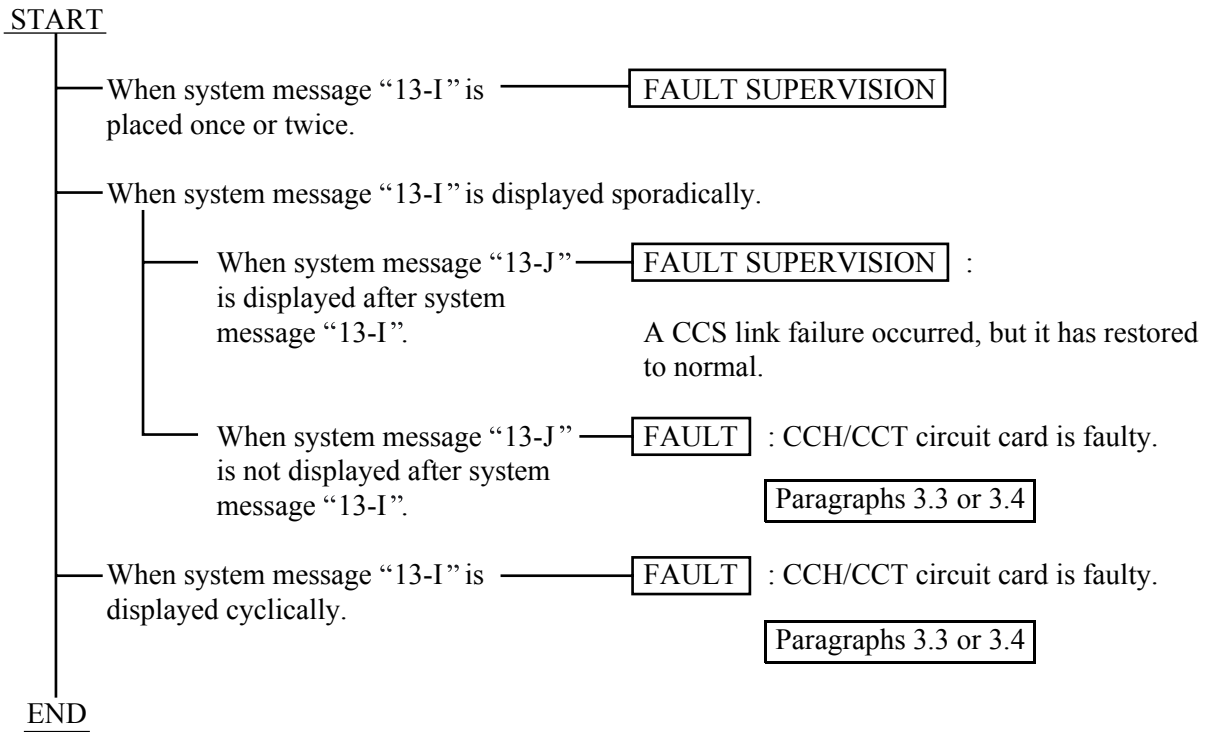 START
When system message “13-I” is
placed once or twice.
FAULT SUPERVISION
When system message “13-I” is displayed sporadically.
When system message “13-J”
is displayed after system
message “13-I”.
FAULT SUPERVISION :
A CCS link failure occurred, but it has restored
to normal.
When system message “13-J”
is not displayed after system
message “13-I”.
FAULT : CCH/CCT circuit card is faulty.
Paragraphs 3.3 or 3.4
When system message “13-I” is
displayed cyclically.
FAULT : CCH/CCT circuit card is faulty.
Paragraphs 3.3 or 3.4
END